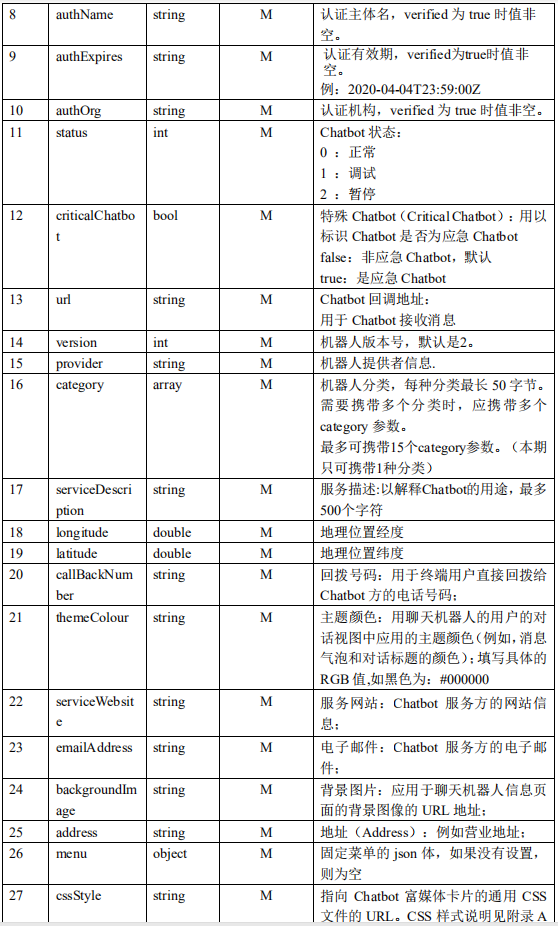 8 authName string M 认证主体名，verified 为 true 时值非
空。
9 authExpires string M 认证有效期，verified为true时值非
空。
例：2020-04-04T23:59:00Z
10 authOrg string M 认证机构，verified 为 true 时值非空。
11 status int M Chatbot 状态：
0 ：正常
1 ：调试
2 ：暂停
12 criticalChatbo bool M 特殊 Chatbot（Critical Chatbot）：用以
t 标识 Chatbot 是否为应急 Chatbot
false：非应急 Chatbot，默认
true：是应急 Chatbot
13 url string M Chatbot 回调地址：
用于 Chatbot 接收消息
14 version int M 机器人版本号，默认是2。
15 provider string M 机器人提供者信息.
16 category array M 机器人分类，每种分类最长 50 字节。
需要携带多个分类时，应携带多个
category 参数。
最多可携带15个category参数。（本期
只可携带1种分类）
17 serviceDescri string M 服务描述:以解释Chatbot的用途，最多
ption 500个字符
18 longitude double M 地理位置经度
19 latitude double M 地理位置纬度
20 callBackNum string M 回拨号码：用于终端用户直接回拨给
ber Chatbot 方的电话号码；
21 themeColour string M 主题颜色：用聊天机器人的用户的对
话视图中应用的主题颜色（例如，消息
气泡和对话标题的颜色）；填写具体的
RGB 值,如黑色为：#000000
22 serviceWebsit string M 服务网站：Chatbot 服务方的网站信
e 息；
23 emailAddress string M 电子邮件：Chatbot 服务方的电子邮
件；
24 backgroundIm string M 背景图片：应用于聊天机器人信息页
age 面的背景图像的 URL 地址；
25 address string M 地址（Address）：例如营业地址；
26 menu object M 固定菜单的 json 体，如果没有设置，
则为空
27 cssStyle string M 指向 Chatbot 富媒体卡片的通用 CSS
文件的 URL。CSS 样式说明见附录 A